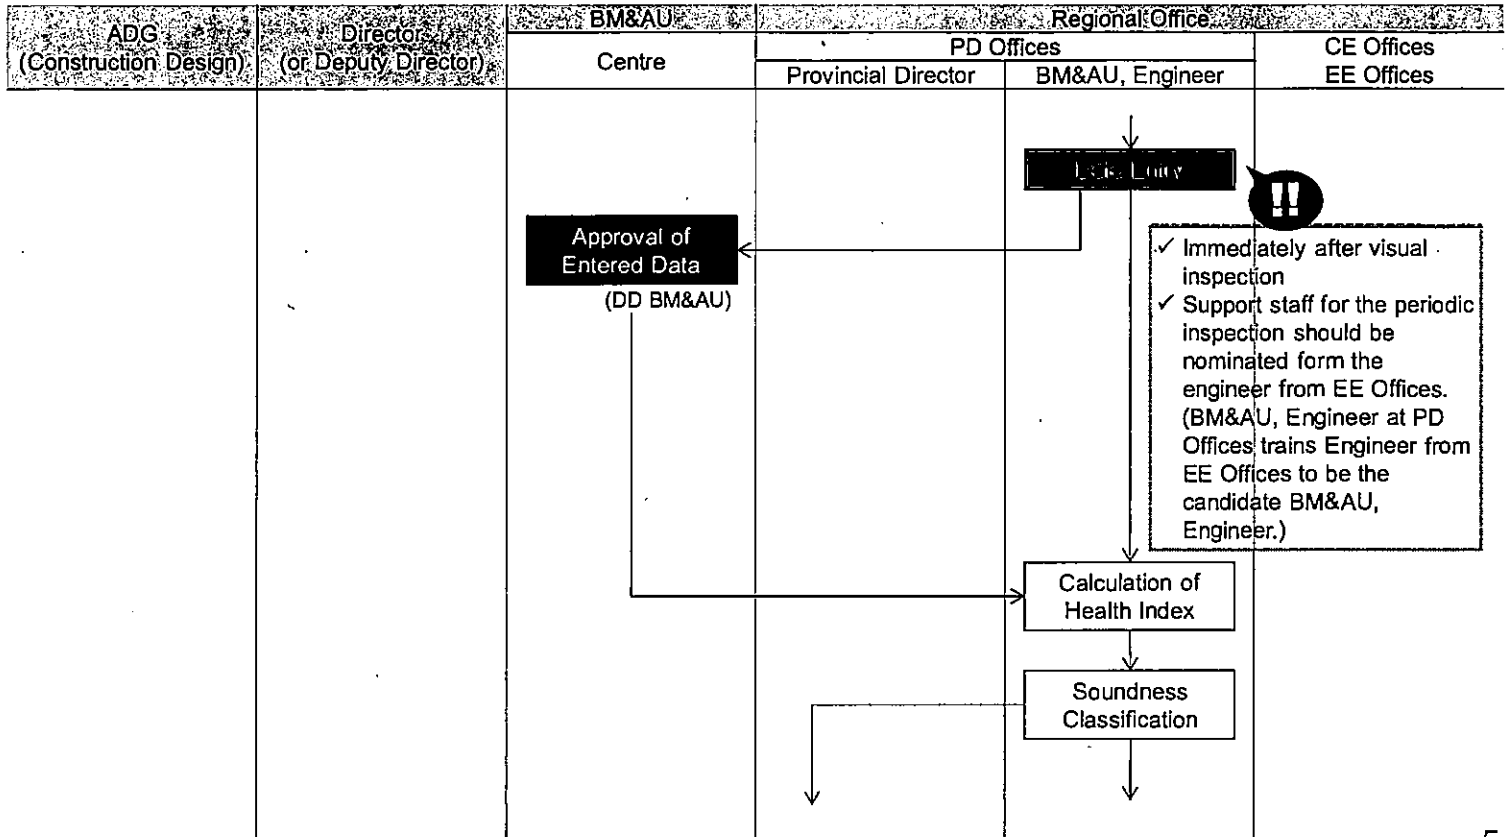 ADG
(Construction Design)
Director
(or Deputy Director)
BM&AU
Centre
Regional Office
PD Offices
Provincial Director
BM&AU, Engineer
CE Offices
EE Offices
Data Entry
!!
Approval of
Entered Data
(DD BM&AU)
✓ Immediately after visual
inspection
✓ Support staff for the periodic
inspection should be
nominated form the
engineer from EE Offices.
(BM&AU, Engineer at PD
Offices trains Engineer from
EE Offices to be the
candidate BM&AU,
Engineer.)
Calculation of
Health Index
Soundness
Classification